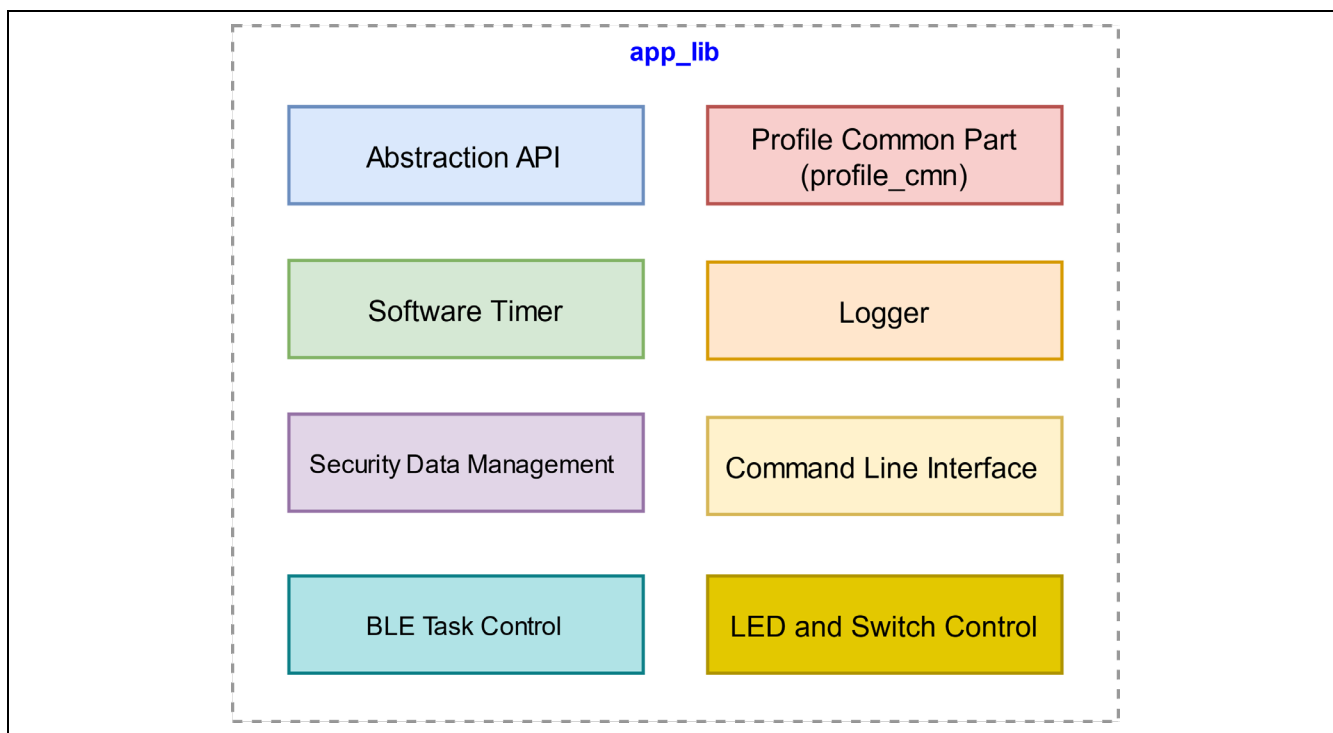 app_lib
Abstraction API
Profile Common Part
(profile_cmn)
Software Timer
Logger
Security Data Management
Command Line Interface
BLE Task Control
LED and Switch Control